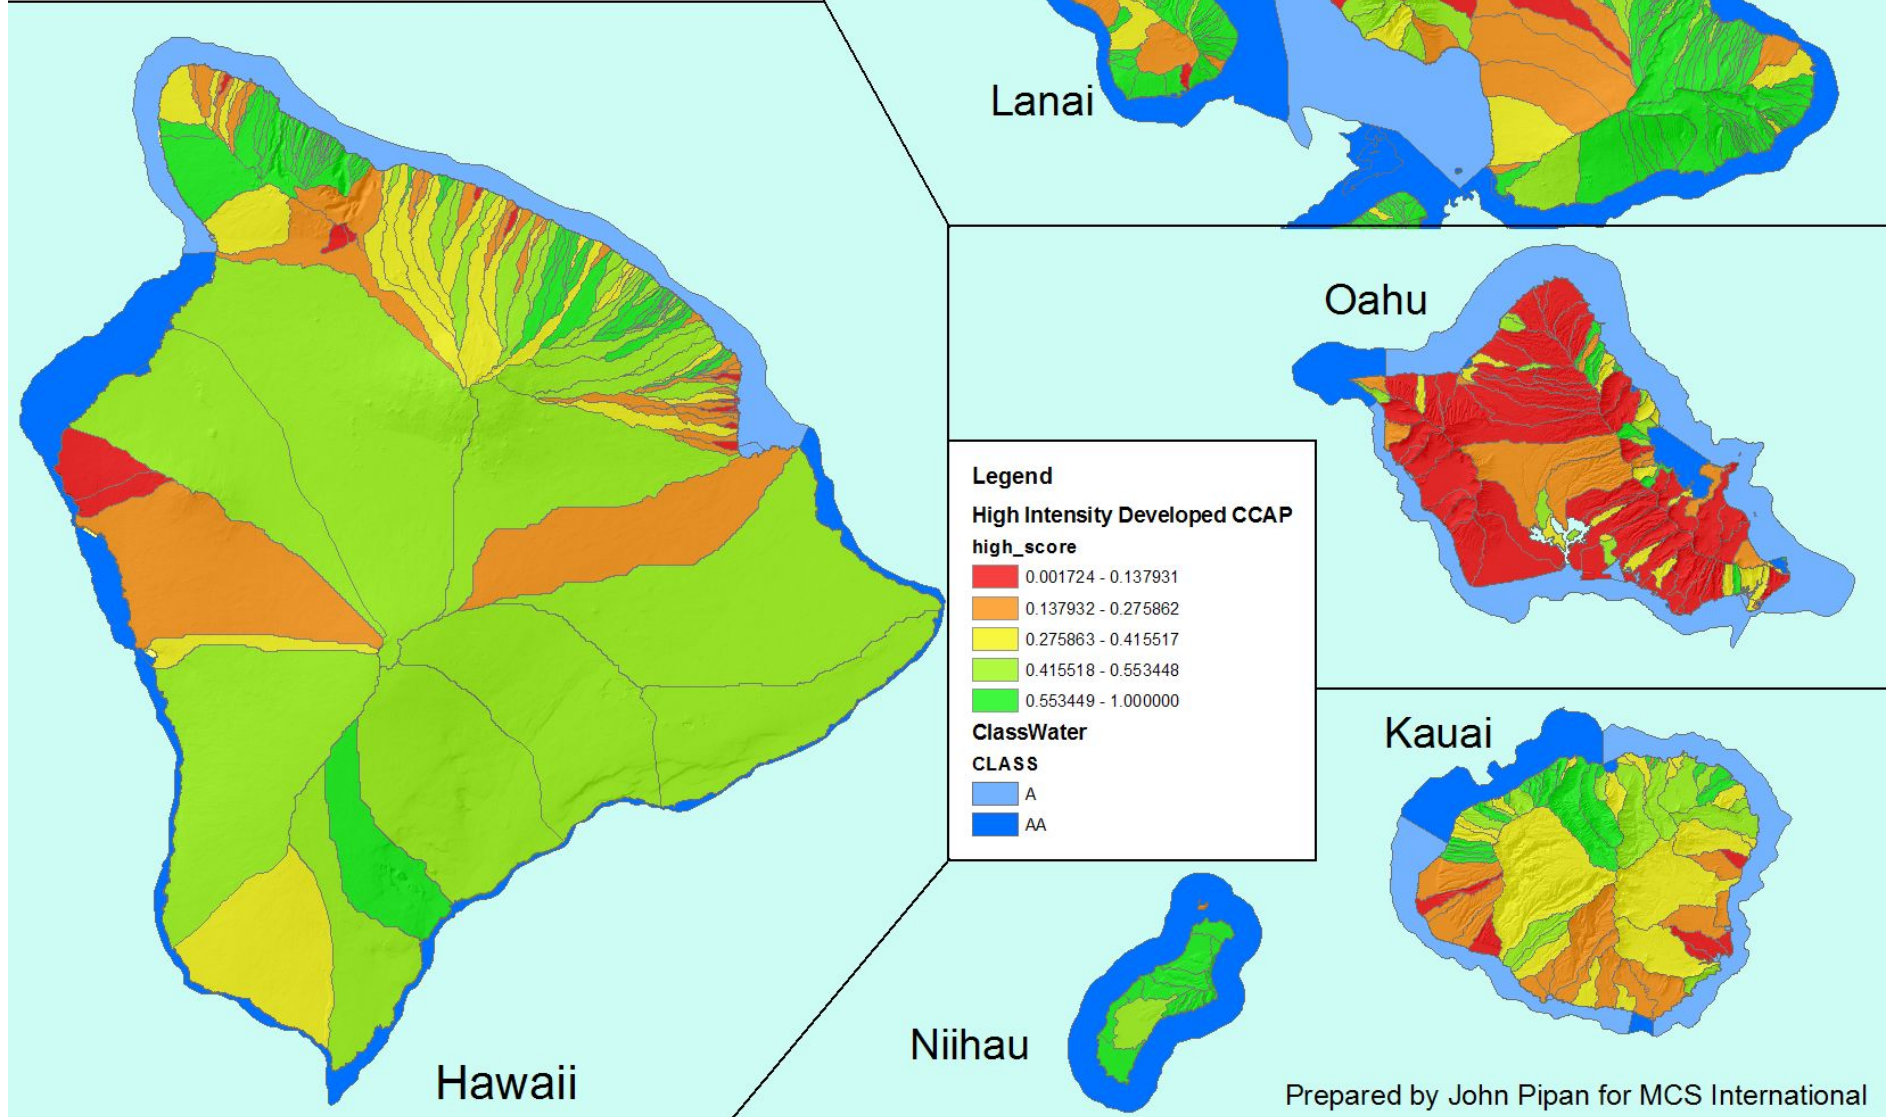 Lanai
Oahu
Legend
High Intensity Developed CCAP
high_score
0.001724 - 0.137931
0.137932 - 0.275862
0.275863 - 0.415517
0.415518 - 0.553448
0.553449 - 1.000000
ClassWater
CLASS
A
AA
Kauai
Niihau
Hawaii
Prepared by John Pipan for MCS International